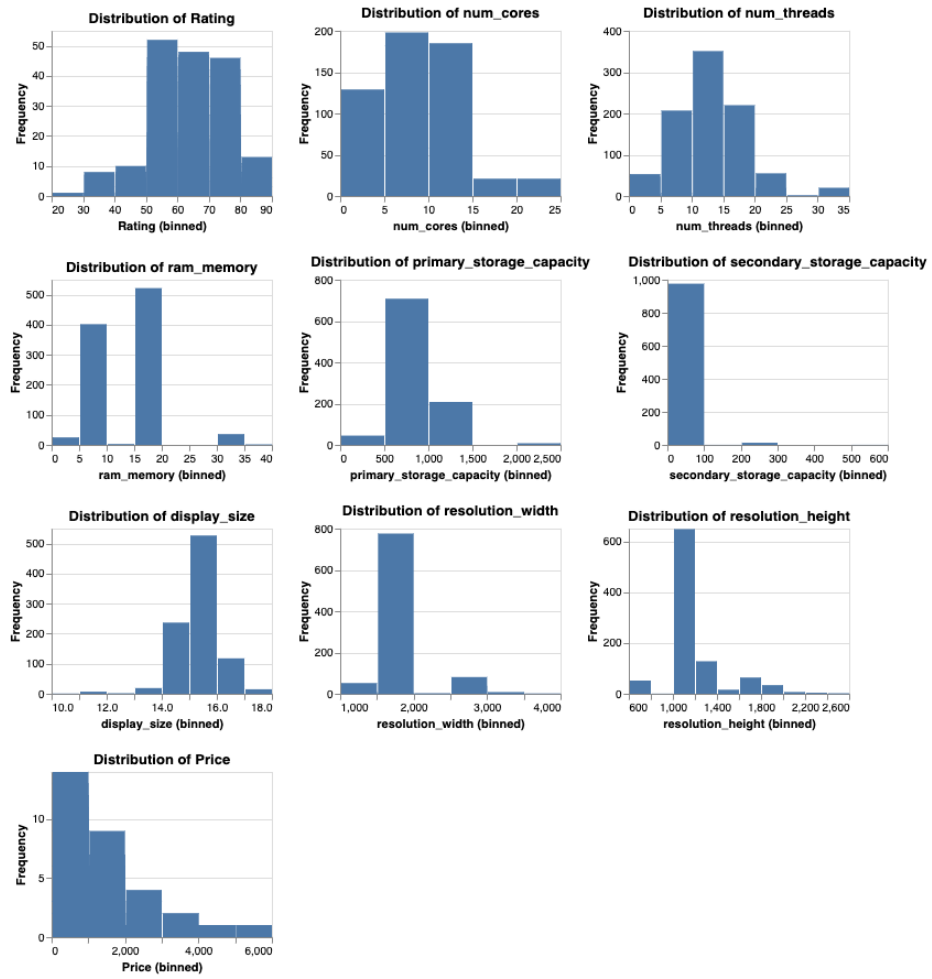 Distribution of Rating
Frequency
50
40
30
20
10
0
20 30 40 50 60 70 80 90
Rating (binned)
Distribution of num_cores
Frequency
200
150
100
50
0
0 5 10 15 20 25
num_cores (binned)
Distribution of num_threads
Frequency
400
300
200
100
0
0 5 10 15 20 25 30 35
num_threads (binned)
Distribution of ram_memory
Frequency
500
400
300
200
100
0
0 5 10 15 20 25 30 35 40
ram_memory (binned)
Distribution of primary_storage_capacity
Frequency
800
600
400
200
0
0 500 1,000 1,500 2,000 2,500
primary_storage_capacity (binned)
Distribution of secondary_storage_capacity
Frequency
1,000
800
600
400
200
0
0 100 200 300 400 500 600
secondary_storage_capacity (binned)
Distribution of display_size
Frequency
500
400
300
200
100
0
10.0 12.0 14.0 16.0 18.0
display_size (binned)
Distribution of resolution_width
Frequency
800
600
400
200
0
1,000 2,000 3,000 4,000
resolution_width (binned)
Distribution of resolution_height
Frequency
600
400
200
0
600 1,000 1,400 1,800 2,200 2,600
resolution_height (binned)
Distribution of Price
Frequency
10
5
0
0 2,000 4,000 6,000
Price (binned)